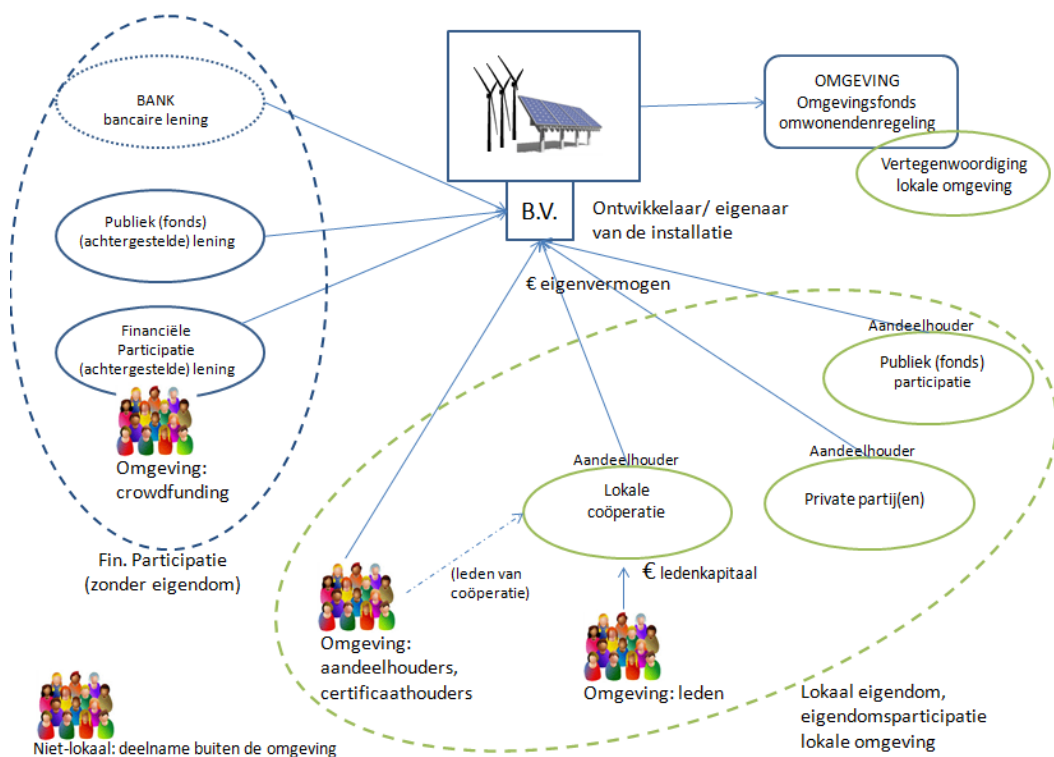 BANK
bancaire lening
Publiek (fonds)
(achtergestelde) lening
Financiële
Participatie
(achtergestelde) lening
Omgeving:
crowdfunding
Fin. Participatie
(zonder eigendom)
B.V.
Ontwikkelaar/ eigenaar
van de installatie
OMGEVING
Omgevingsfonds
omwonendenregeling
Vertegenwoordiging
lokale omgeving
€ eigenvermogen
Aandeelhouder
Publiek (fonds)
participatie
Aandeelhouder
Private partij(en)
Aandeelhouder
Lokale
coöperatie
(leden van
coöperatie)
€ ledenkapitaal
Omgeving:
aandeelhouders,
certificaathouders
Omgeving: leden
Lokaal eigendom,
eigendomsparticipatie
lokale omgeving
Niet-lokaal: deelname buiten de omgeving